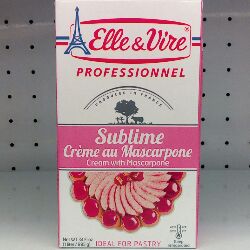 Elle & Vire
PROFESSIONNEL
Sublime
Crème au Mascarpone
Cream with Mascarpone
IDEAL FOR PASTRY